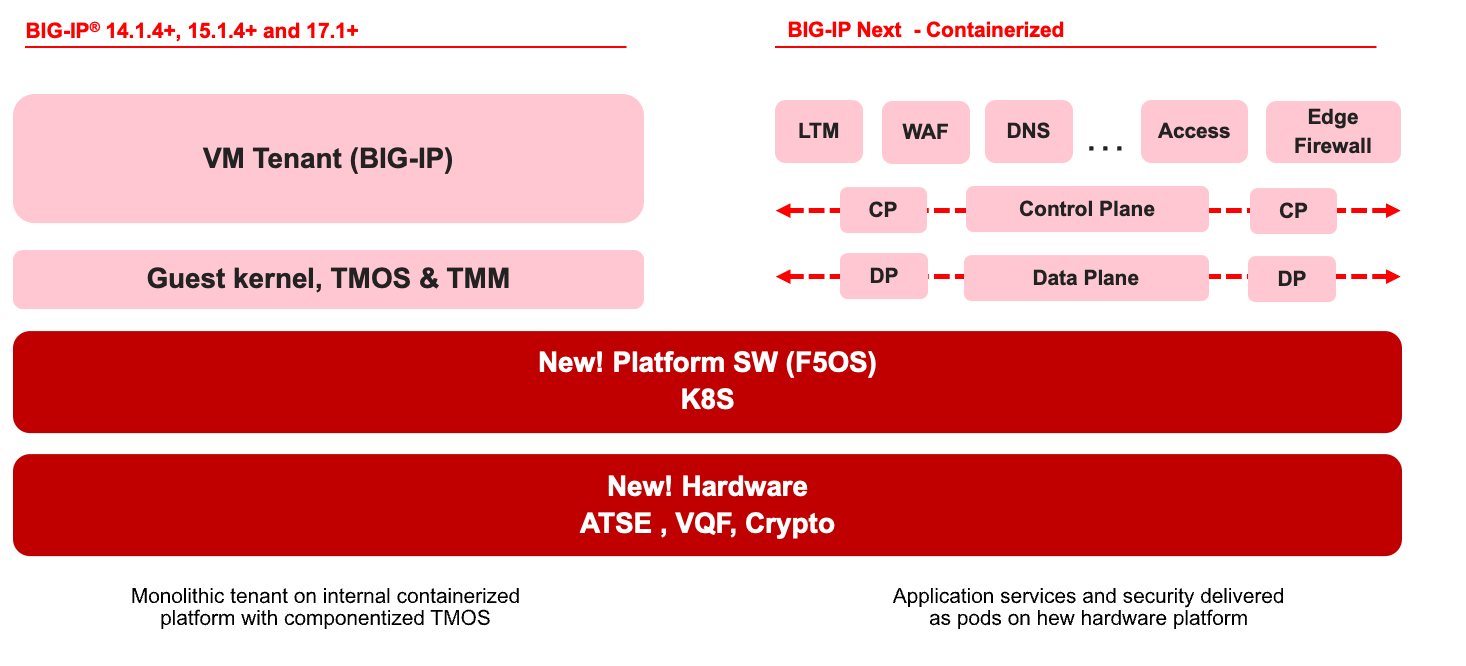 BIG-IP® 14.1.4+, 15.1.4+ and 17.1+
BIG-IP Next - Containerized
VM Tenant (BIG-IP)
Guest kernel, TMOS & TMM
LTM
WAF
DNS
...
Access
Edge
Firewall
CP
Control Plane
CP
DP
Data Plane
DP
New! Platform SW (F5OS)
K8S
New! Hardware
ATSE , VQF, Crypto
Monolithic tenant on internal containerized
platform with componentized TMOS
Application services and security delivered
as pods on hew hardware platform